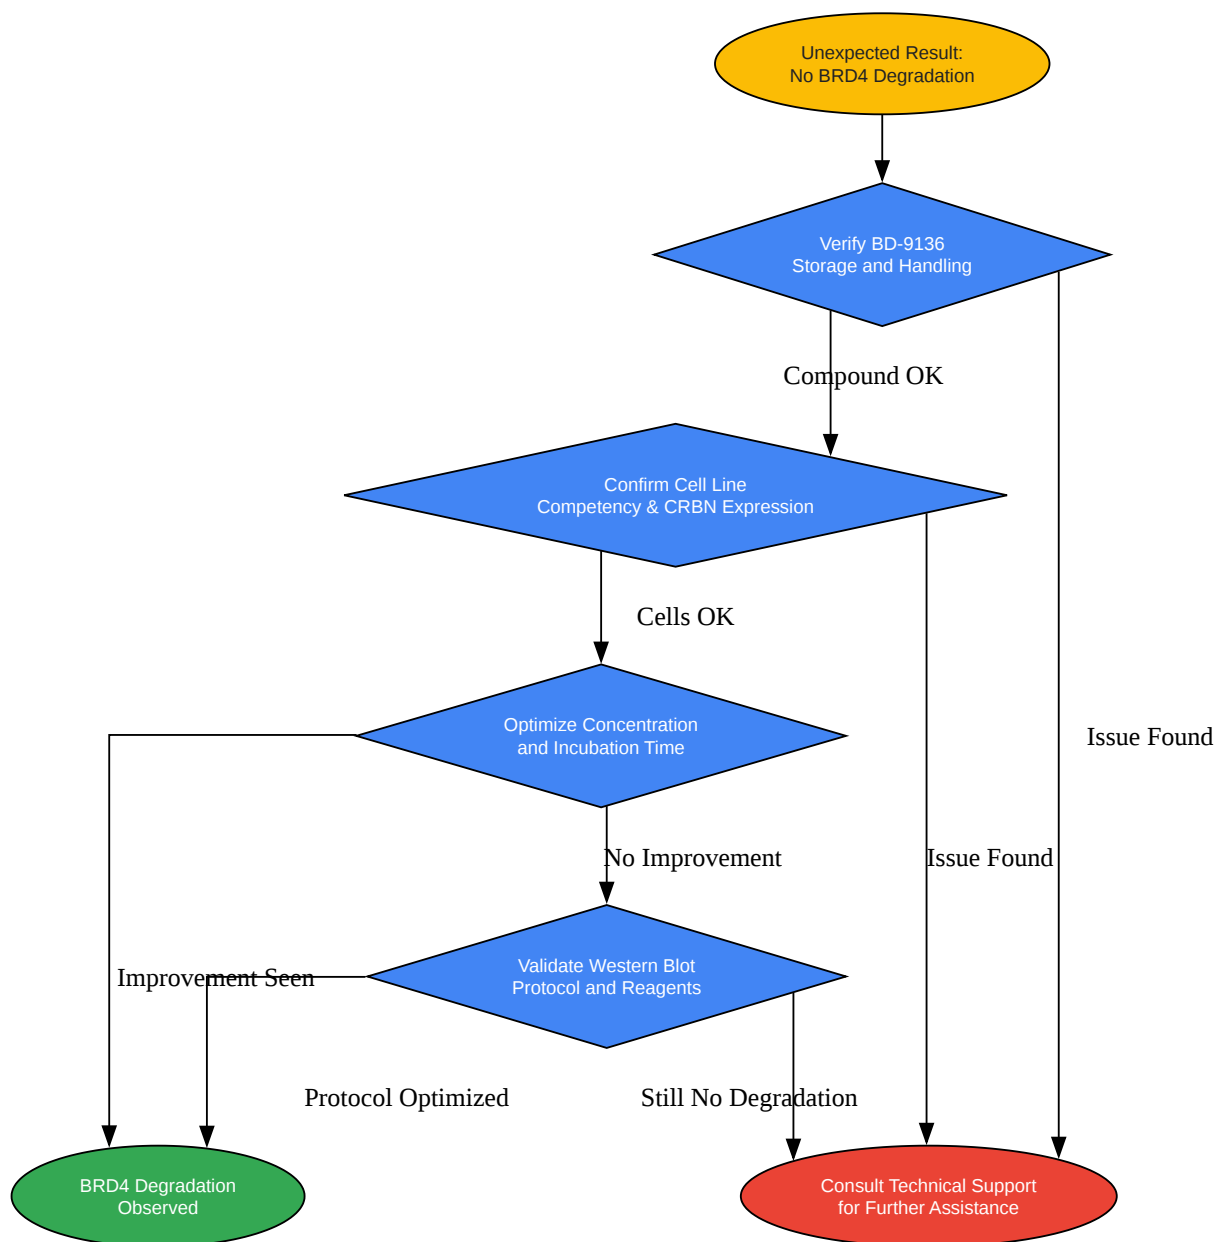 Unexpected Result:
No BRD4 Degradation
Verify BD-9136
Storage and Handling
Compound OK
Confirm Cell Line
Competency & CRBN Expression
Cells OK
Optimize Concentration
and Incubation Time
Issue Found
No Improvement
Issue Found
Validate Western Blot
Protocol and Reagents
Improvement Seen
Protocol Optimized
Still No Degradation
BRD4 Degradation
Observed
Consult Technical Support
for Further Assistance